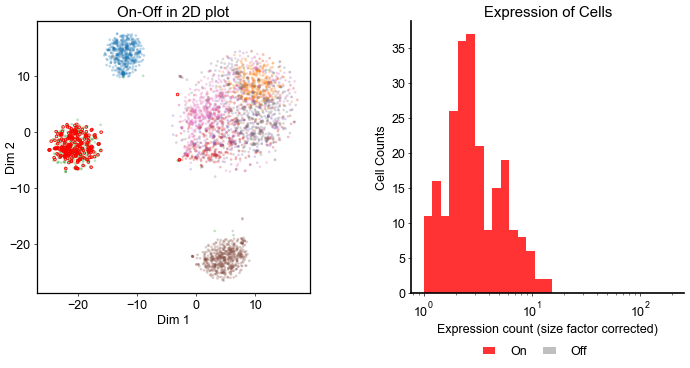 On-Off in 2D plot
Dim 2
10
0
−10
−20
−20
−10
0
10
Dim 1
Expression of Cells
Cell Counts
35
30
25
20
15
10
5
0
10⁰
10¹
10²
Expression count (size factor corrected)
On
Off